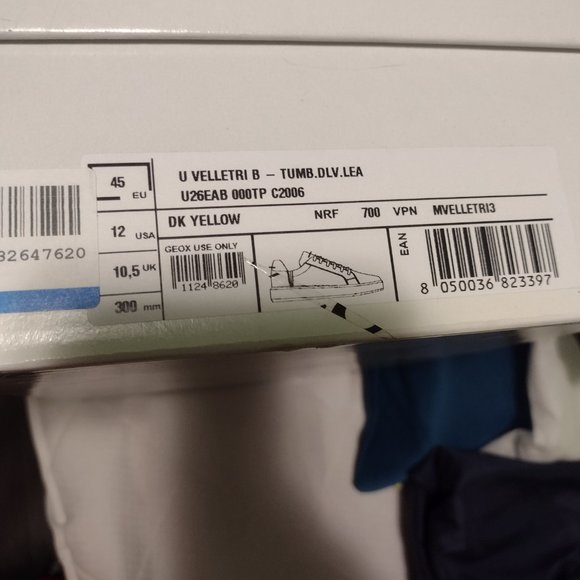 45 EU
U VELLETRI B – TUMB.DLV.LEA
U26EAB 000TP C2006
12 USA
DK YELLOW NRF 700 VPN MVELLETRI3
10,5 UK
GEOX USE ONLY
1124 8620
EAN
8 050036 823397
300 mm
32647620